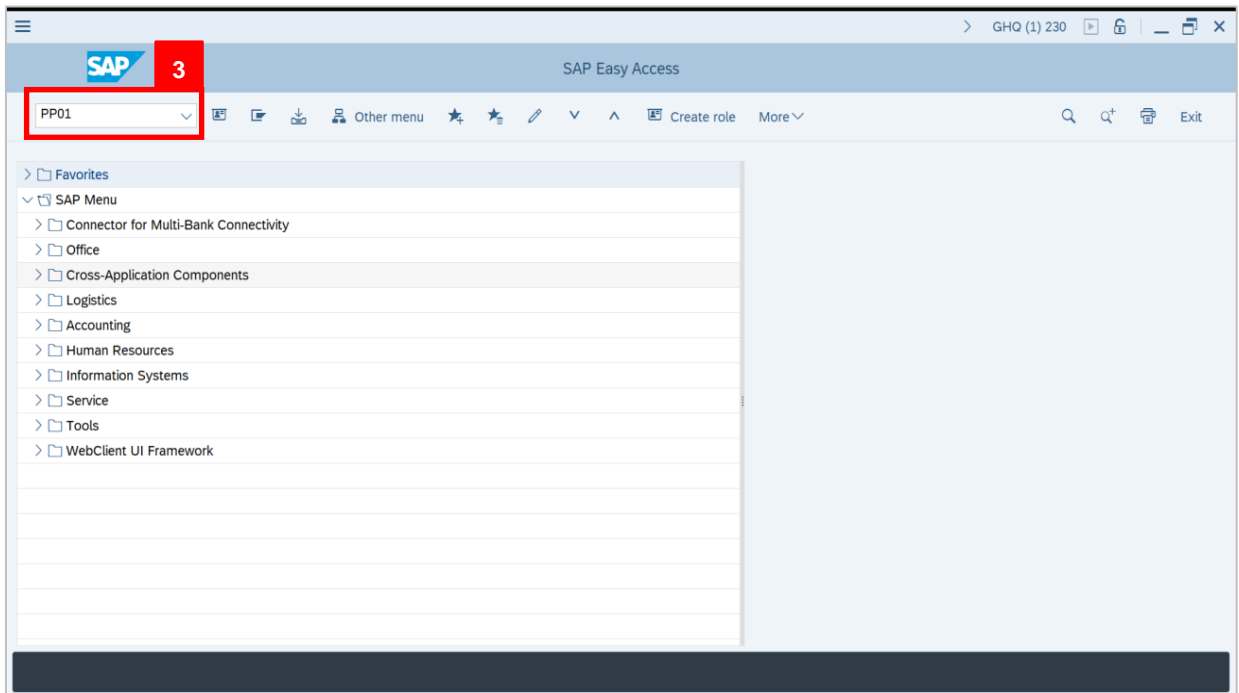 GHQ (1) 230
SAP 3 SAP Easy Access
PP01 Other menu Create role More Exit
Favorites
SAP Menu
Connector for Multi-Bank Connectivity
Office
Cross-Application Components
Logistics
Accounting
Human Resources
Information Systems
Service
Tools
WebClient UI Framework